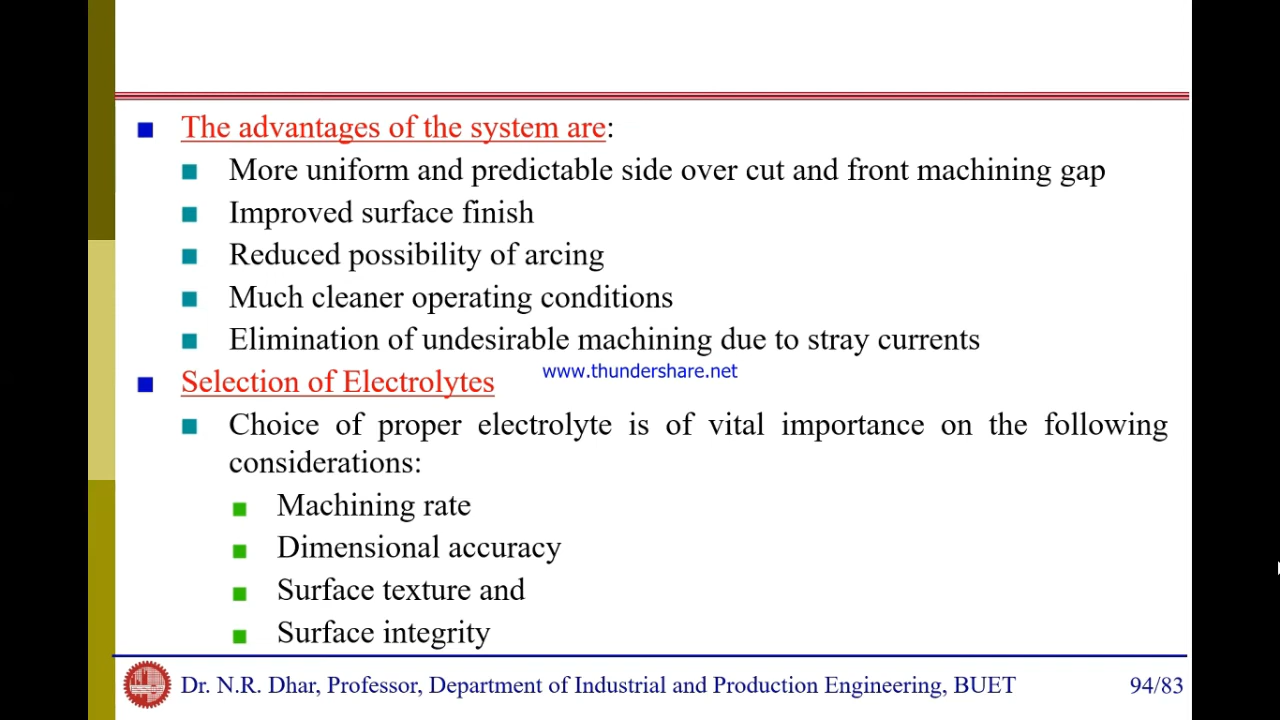 The advantages of the system are:
More uniform and predictable side over cut and front machining gap
Improved surface finish
Reduced possibility of arcing
Much cleaner operating conditions
Elimination of undesirable machining due to stray currents
www.thundershare.net
Selection of Electrolytes
Choice of proper electrolyte is of vital importance on the following
considerations:
Machining rate
Dimensional accuracy
Surface texture and
Surface integrity
Dr. N.R. Dhar, Professor, Department of Industrial and Production Engineering, BUET 94/83